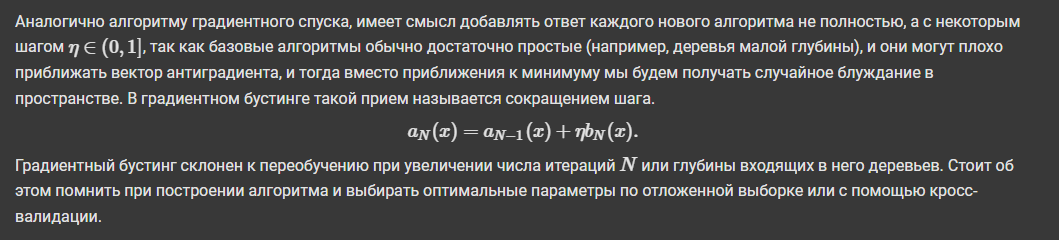 Аналогично алгоритму градиентного спуска, имеет смысл добавлять ответ каждого нового алгоритма не полностью, а с некоторым
шагом η ∈ (0, 1], так как базовые алгоритмы обычно достаточно простые (например, деревья малой глубины), и они могут плохо
приближать вектор антиградиента, и тогда вместо приближения к минимуму мы будем получать случайное блуждание в
пространстве. В градиентном бустинге такой прием называется сокращением шага.
a_N(x) = a_{N−1}(x) + ηb_N(x).
Градиентный бустинг склонен к переобучению при увеличении числа итераций N или глубины входящих в него деревьев. Стоит об
этом помнить при построении алгоритма и выбирать оптимальные параметры по отложенной выборке или с помощью кросс-
валидации.